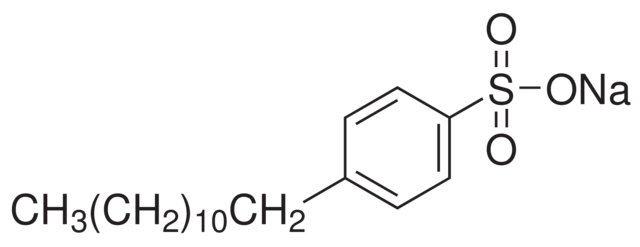 O
S
ONa
O
CH₃(CH₂)₁₀CH₂